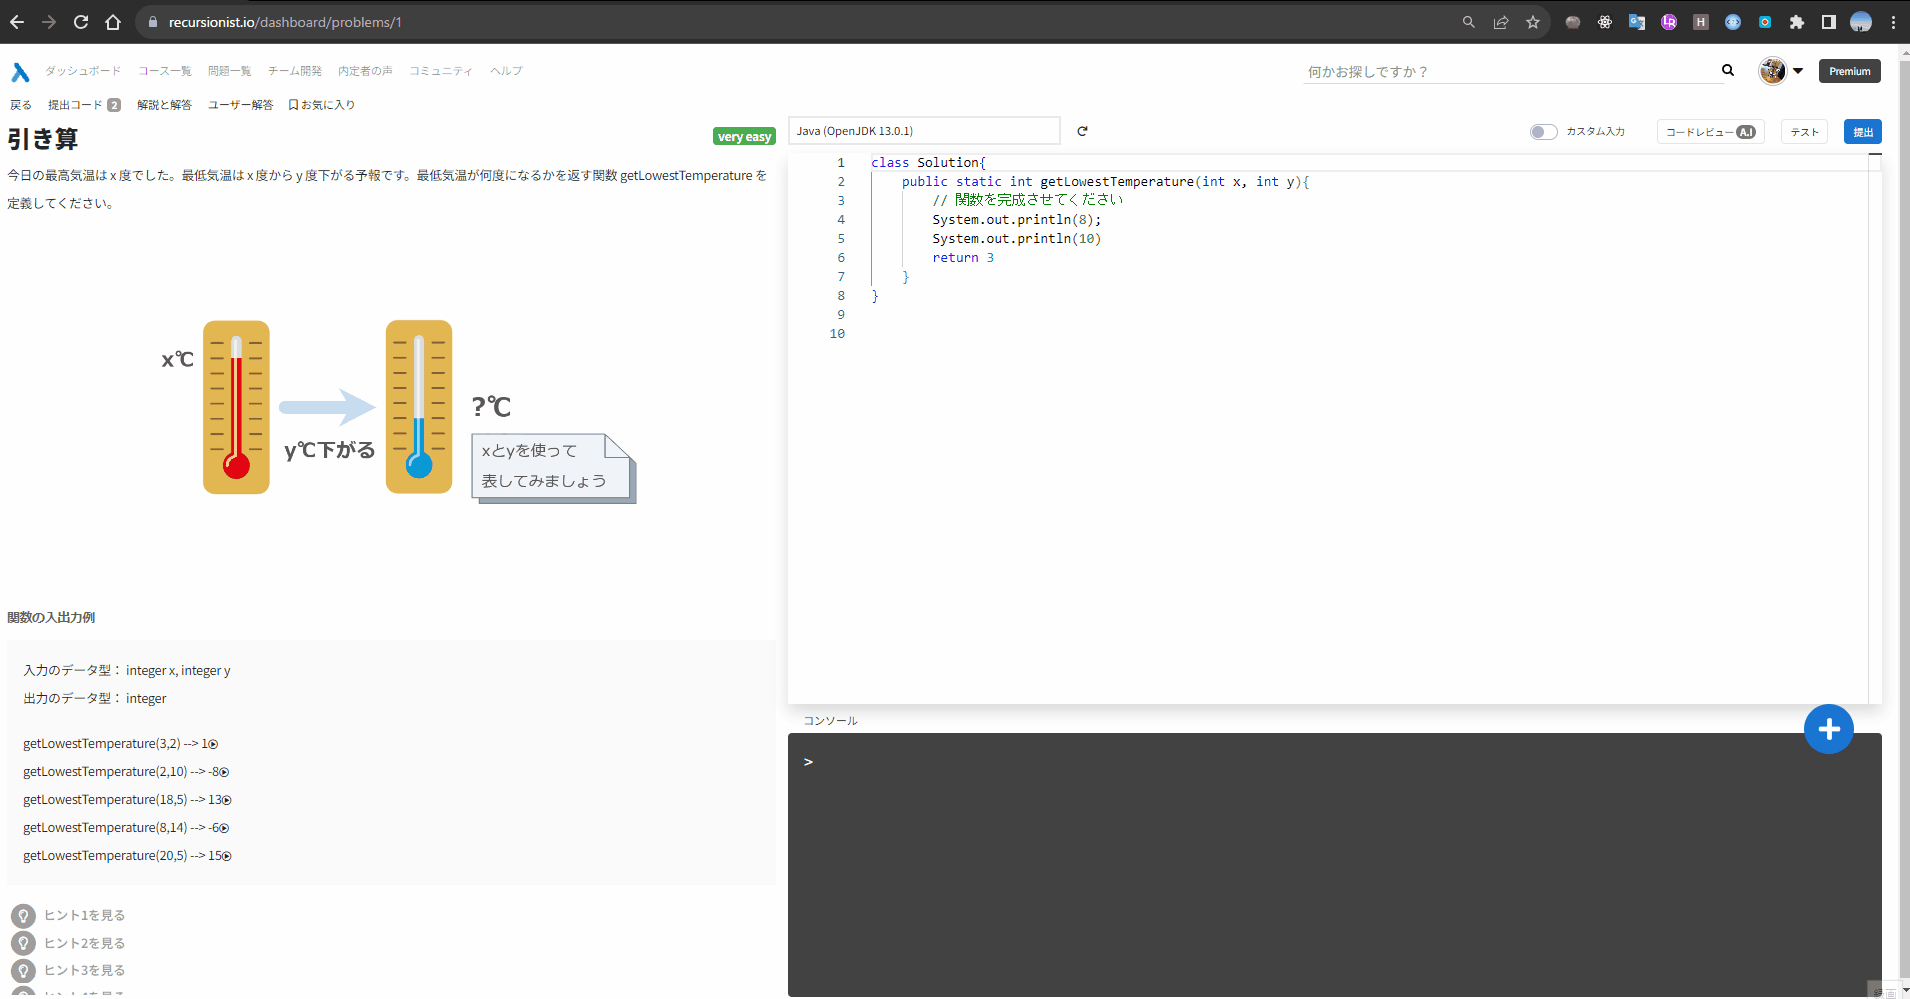 recursionist.io/dashboard/problems/1
ダッシュボード コース一覧 問題一覧 チーム開発 内定者の声 コミュニティ ヘルプ
何かお探しですか？
Premium
戻る 提出コード 2 解説と解答 ユーザー解答 お気に入り
引き算
very easy
今日の最高気温は x 度でした。最低気温は x 度から y 度下がる予報です。最低気温が何度になるかを返す関数 getLowestTemperature を
定義してください。
x℃
y℃下がる
?℃
xとyを使って
表してみましょう
関数の入出力例
入力のデータ型： integer x, integer y
出力のデータ型： integer
getLowestTemperature(3,2) --> 1
getLowestTemperature(2,10) --> -8
getLowestTemperature(18,5) --> 13
getLowestTemperature(8,14) --> -6
getLowestTemperature(20,5) --> 15
ヒント1を見る
ヒント2を見る
ヒント3を見る
Java (OpenJDK 13.0.1)
カスタム入力
コードレビュー A.I
テスト
提出
1 class Solution{
2 public static int getLowestTemperature(int x, int y){
3 // 関数を完成させてください
4 System.out.println(8);
5 System.out.println(10)
6 return 3
7 }
8 }
9
10
コンソール
>